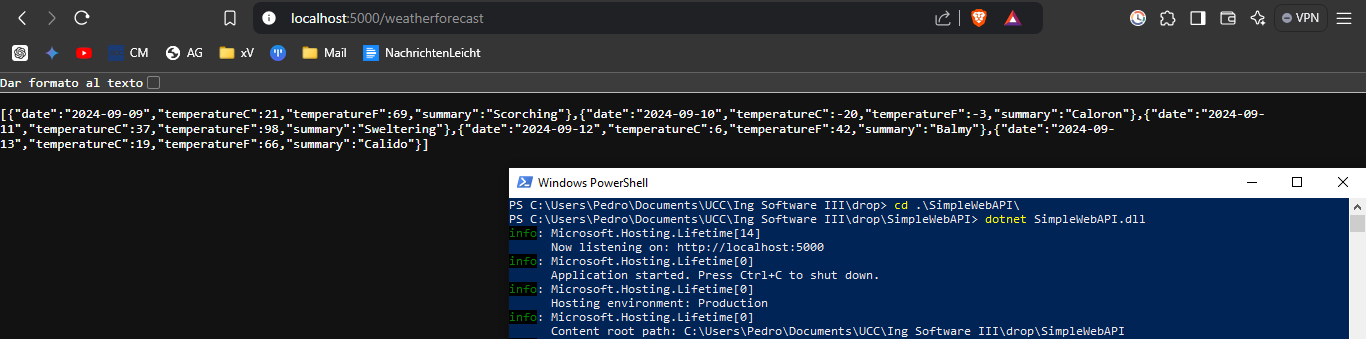 localhost:5000/weatherforecast
VPN
CM
AG
xV
Mail
NachrichtenLeicht
Dar formato al texto
[{"date":"2024-09-09","temperatureC":21,"temperatureF":69,"summary":"Scorching"},{"date":"2024-09-10","temperatureC":-20,"temperatureF":-3,"summary":"Caloron"},{"date":"2024-09-
11","temperatureC":37,"temperatureF":98,"summary":"Sweltering"},{"date":"2024-09-12","temperatureC":6,"temperatureF":42,"summary":"Balmy"},{"date":"2024-09-
13","temperatureC":19,"temperatureF":66,"summary":"Calido"}]
Windows PowerShell
PS C:\Users\Pedro\Documents\UCC\Ing Software III\drop> cd .\SimpleWebAPI\
PS C:\Users\Pedro\Documents\UCC\Ing Software III\drop\SimpleWebAPI> dotnet SimpleWebAPI.dll
info: Microsoft.Hosting.Lifetime[14]
Now listening on: http://localhost:5000
info: Microsoft.Hosting.Lifetime[0]
Application started. Press Ctrl+C to shut down.
info: Microsoft.Hosting.Lifetime[0]
Hosting environment: Production
info: Microsoft.Hosting.Lifetime[0]
Content root path: C:\Users\Pedro\Documents\UCC\Ing Software III\drop\SimpleWebAPI